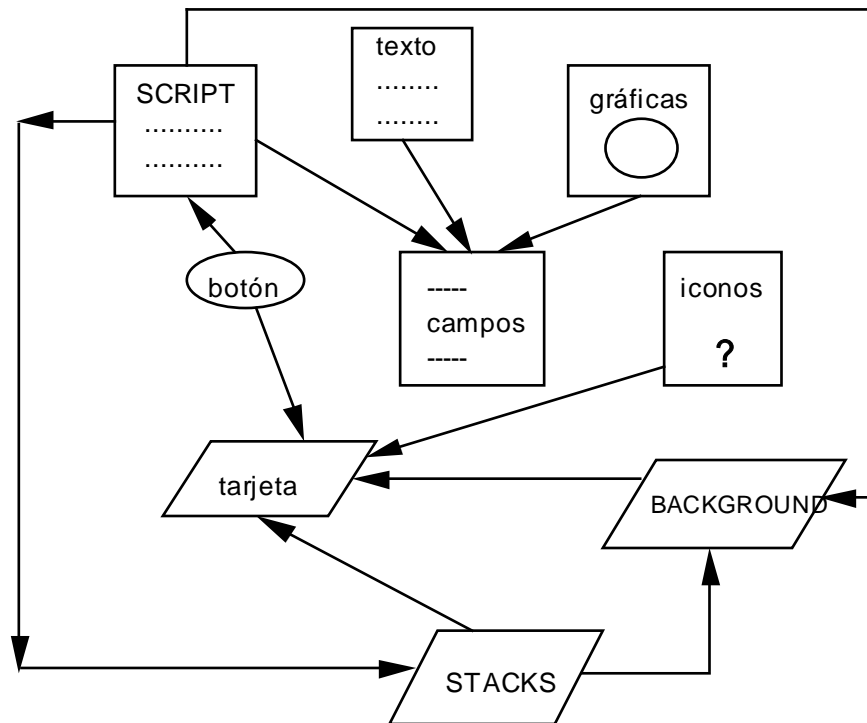 texto
........
........
SCRIPT
..........
..........
gráficas
botón
-----
campos
-----
iconos
?
tarjeta
BACKGROUND
STACKS